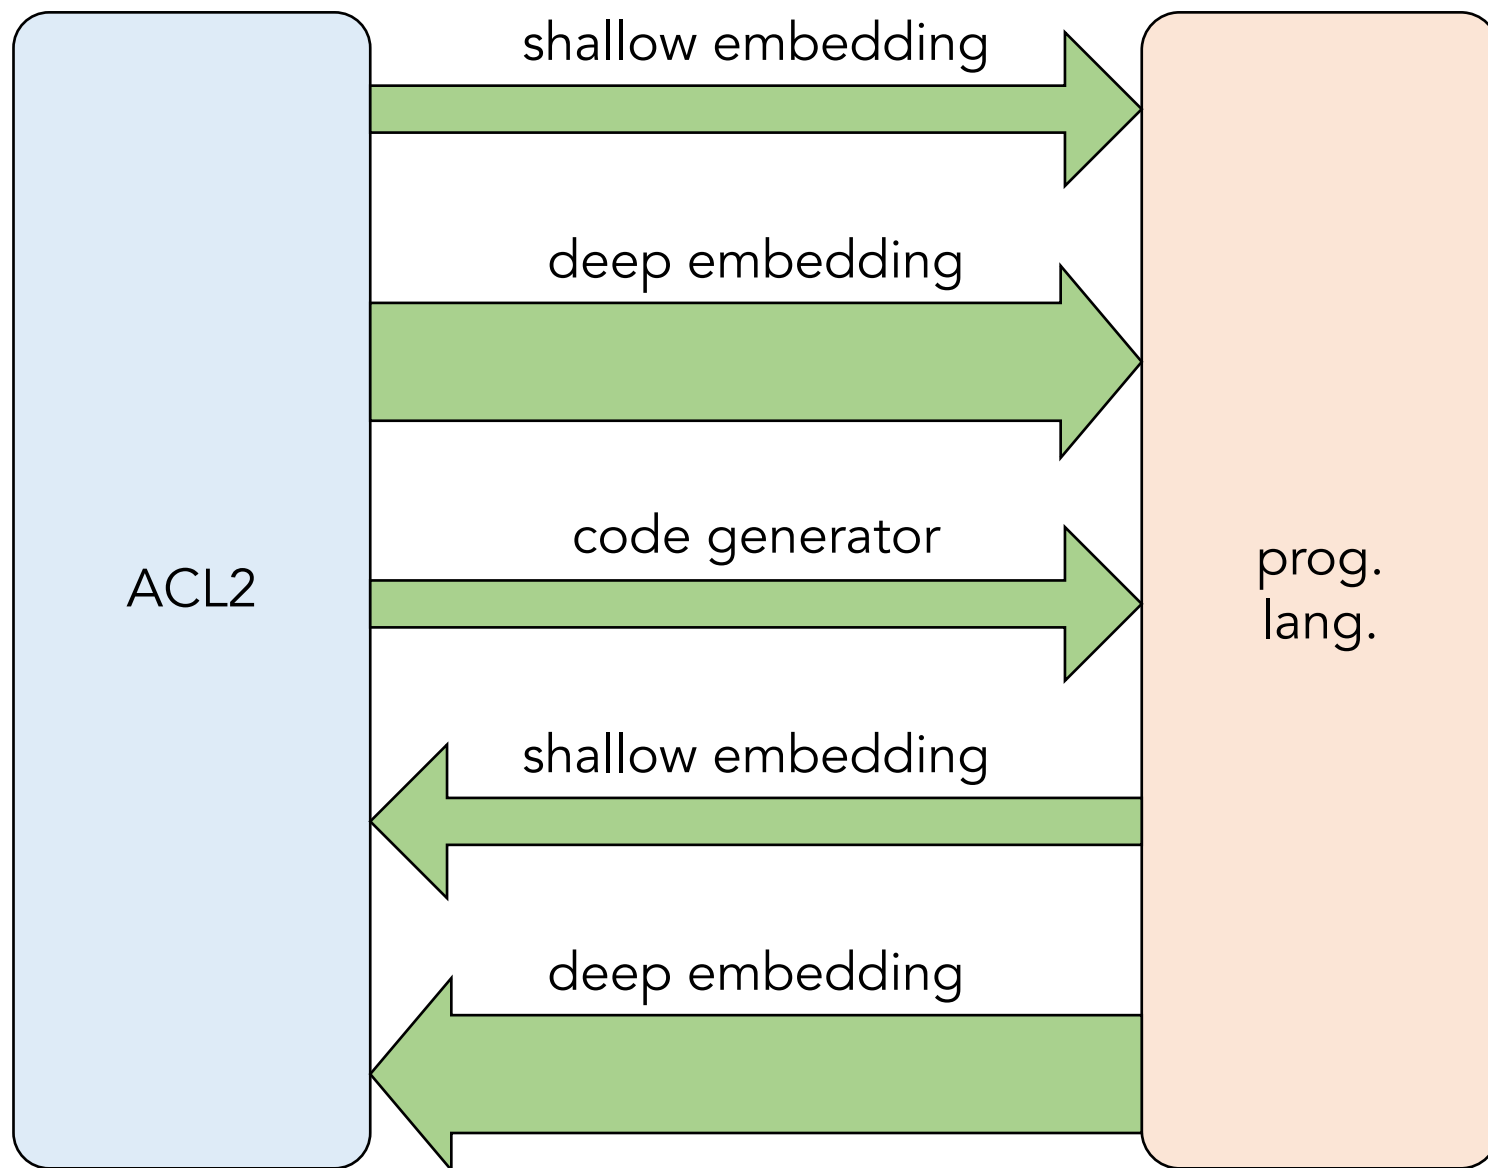 shallow embedding
deep embedding
code generator
ACL2
prog.
lang.
shallow embedding
deep embedding